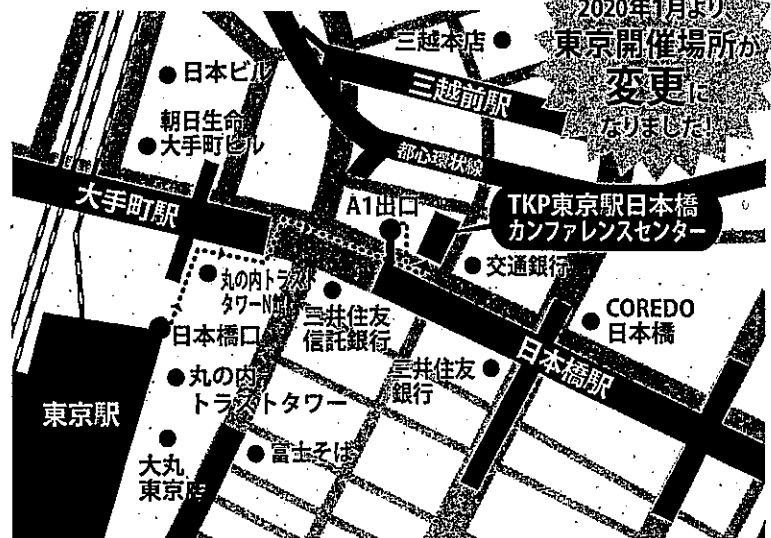 2020年1月より
東京開催場所が
変更に
なりました!
三越本店
日本ビル
三越前駅
朝日生命
大手町ビル
都心環状線
大手町駅
A1出口
TKP東京駅日本橋
カンファレンスセンター
交通銀行
丸の内トラスト
タワーN館
COREDO
日本橋
三井住友
信託銀行
日本橋口
日本橋駅
三井住友
銀行
丸の内
トラストタワー
東京駅
富士そば
大丸
東京店